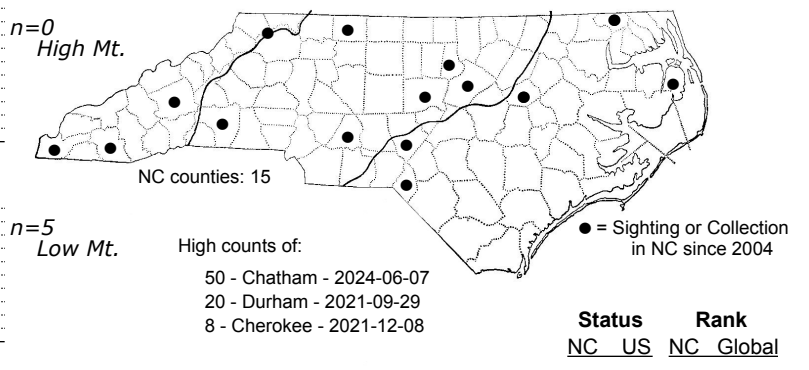 n=0
High Mt.
NC counties: 15
n=5
Low Mt.
High counts of:
50 - Chatham - 2024-06-07
20 - Durham - 2021-09-29
8 - Cherokee - 2021-12-08
● = Sighting or Collection
in NC since 2004
Status Rank
NC US NC Global